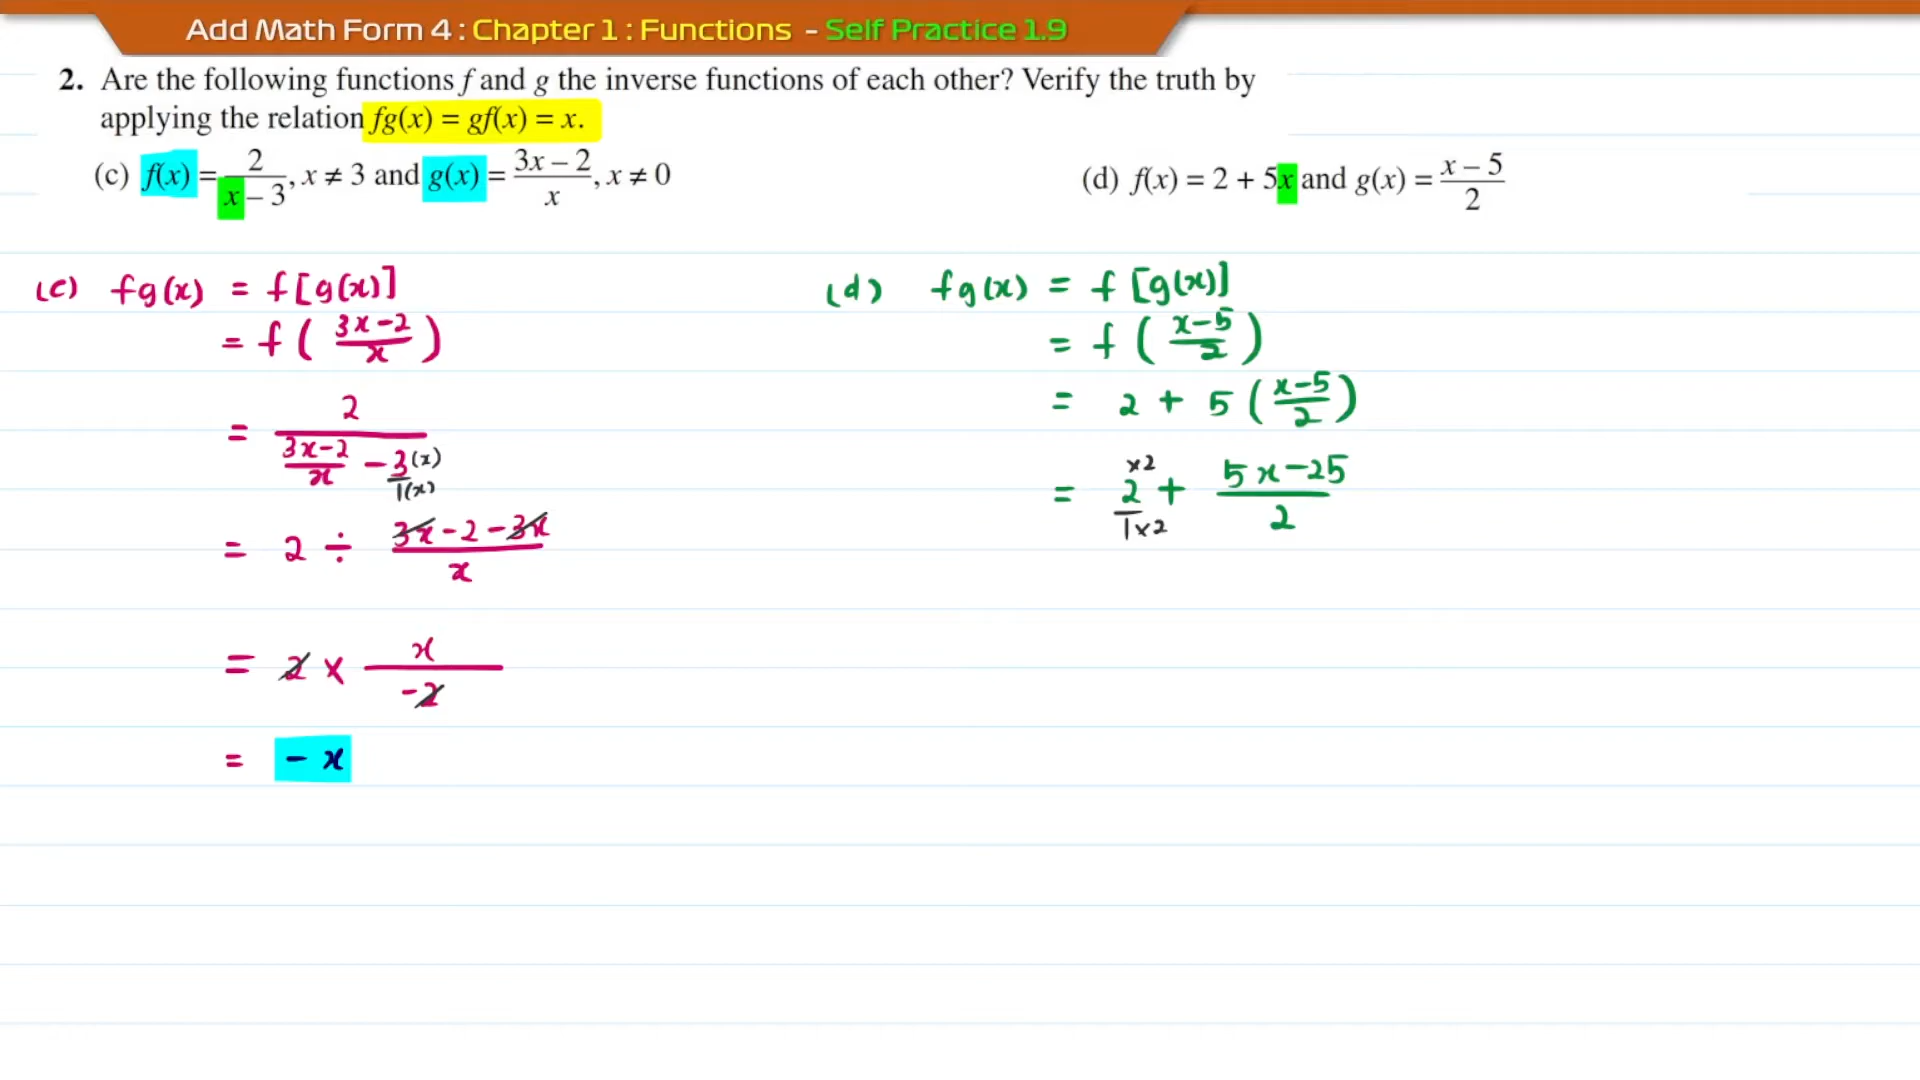 Add Math Form 4 : Chapter 1 : Functions - Self Practice 1.9
2. Are the following functions f and g the inverse functions of each other? Verify the truth by
applying the relation fg(x) = gf(x) = x.
(c) f(x) = 2/(x – 3), x ≠ 3 and g(x) = (3x – 2)/x, x ≠ 0
(d) f(x) = 2 + 5x and g(x) = (x – 5)/2
(c) fg(x) = f[g(x)]
= f((3x-2)/x)
= 2/((3x-2)/x - 3(x)/1(x))
= 2 ÷ (3x-2-3x)/x
= 2 × x/-2
= - x
(d) fg(x) = f[g(x)]
= f((x-5)/2)
= 2 + 5((x-5)/2)
= 2×2/1×2 + (5x-25)/2